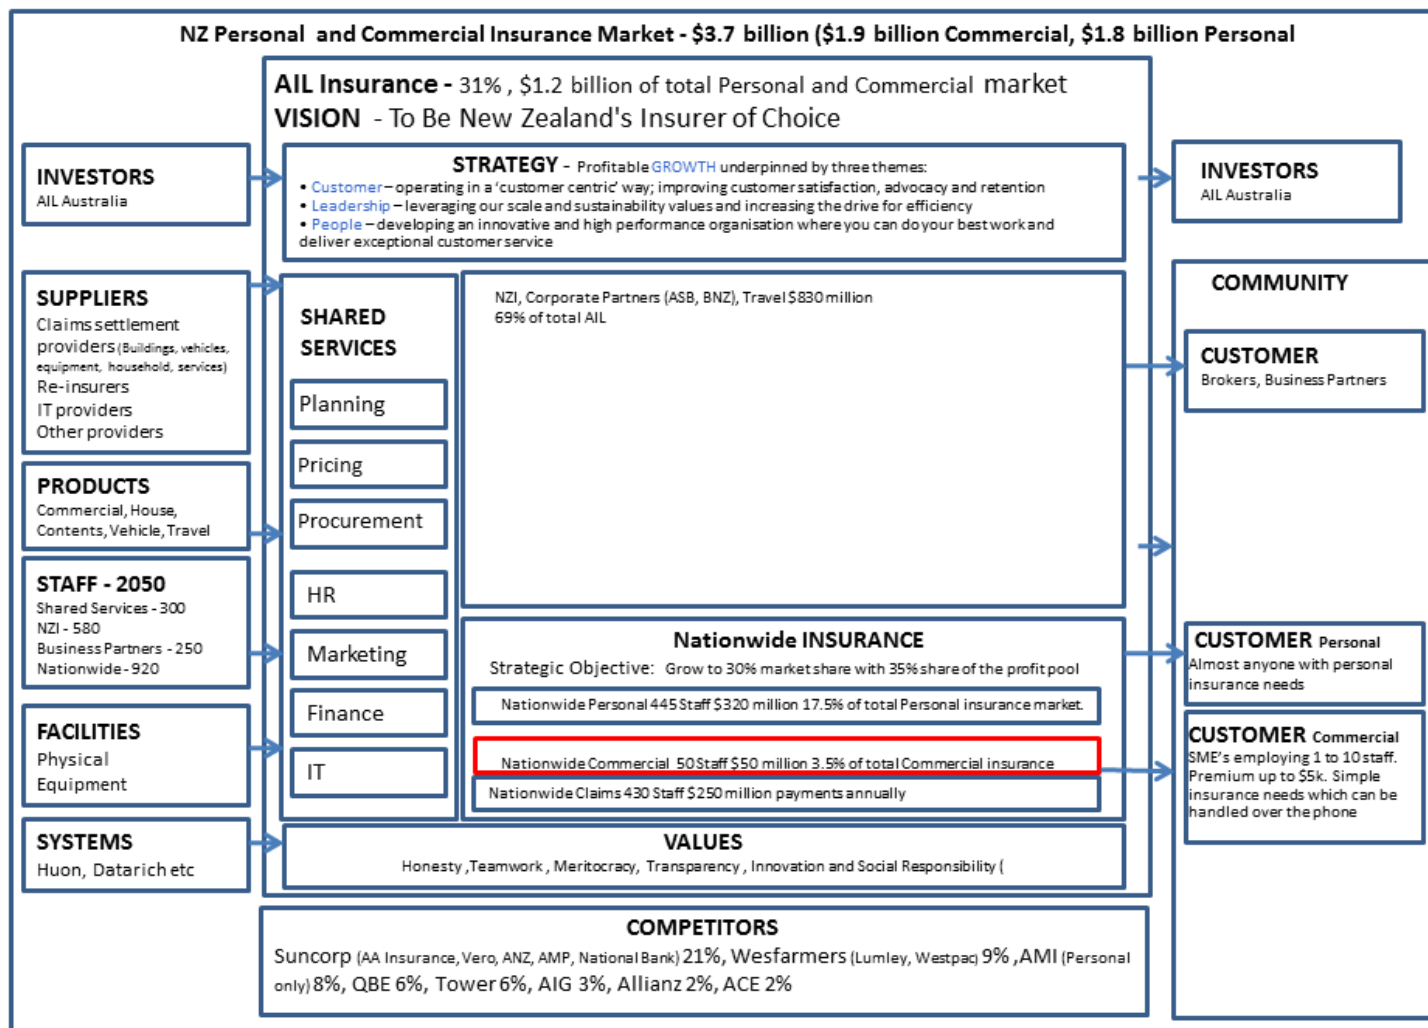 NZ Personal and Commercial Insurance Market - $3.7 billion ($1.9 billion Commercial, $1.8 billion Personal
AIL Insurance - 31% , $1.2 billion of total Personal and Commercial market
VISION - To Be New Zealand's Insurer of Choice
INVESTORS
AIL Australia
STRATEGY - Profitable GROWTH underpinned by three themes:
• Customer – operating in a 'customer centric' way; improving customer satisfaction, advocacy and retention
• Leadership – leveraging our scale and sustainability values and increasing the drive for efficiency
• People – developing an innovative and high performance organisation where you can do your best work and
deliver exceptional customer service
INVESTORS
AIL Australia
SUPPLIERS
Claims settlement
providers (Buildings, vehicles,
equipment, household, services)
Re-insurers
IT providers
Other providers
PRODUCTS
Commercial, House,
Contents, Vehicle, Travel
STAFF - 2050
Shared Services - 300
NZI - 580
Business Partners - 250
Nationwide - 920
FACILITIES
Physical
Equipment
SYSTEMS
Huon, Datarich etc
SHARED
SERVICES
Planning
Pricing
Procurement
HR
Marketing
Finance
IT
NZI, Corporate Partners (ASB, BNZ), Travel $830 million
69% of total AIL
Nationwide INSURANCE
Strategic Objective: Grow to 30% market share with 35% share of the profit pool
Nationwide Personal 445 Staff $320 million 17.5% of total Personal insurance market.
Nationwide Commercial 50 Staff $50 million 3.5% of total Commercial insurance
Nationwide Claims 430 Staff $250 million payments annually
VALUES
Honesty ,Teamwork , Meritocracy, Transparency , Innovation and Social Responsibility (
COMMUNITY
CUSTOMER
Brokers, Business Partners
CUSTOMER Personal
Almost anyone with personal
insurance needs
CUSTOMER Commercial
SME's employing 1 to 10 staff.
Premium up to $5k. Simple
insurance needs which can be
handled over the phone
COMPETITORS
Suncorp (AA Insurance, Vero, ANZ, AMP, National Bank) 21%, Wesfarmers (Lumley, Westpac) 9% ,AMI (Personal
only) 8%, QBE 6%, Tower 6%, AIG 3%, Allianz 2%, ACE 2%